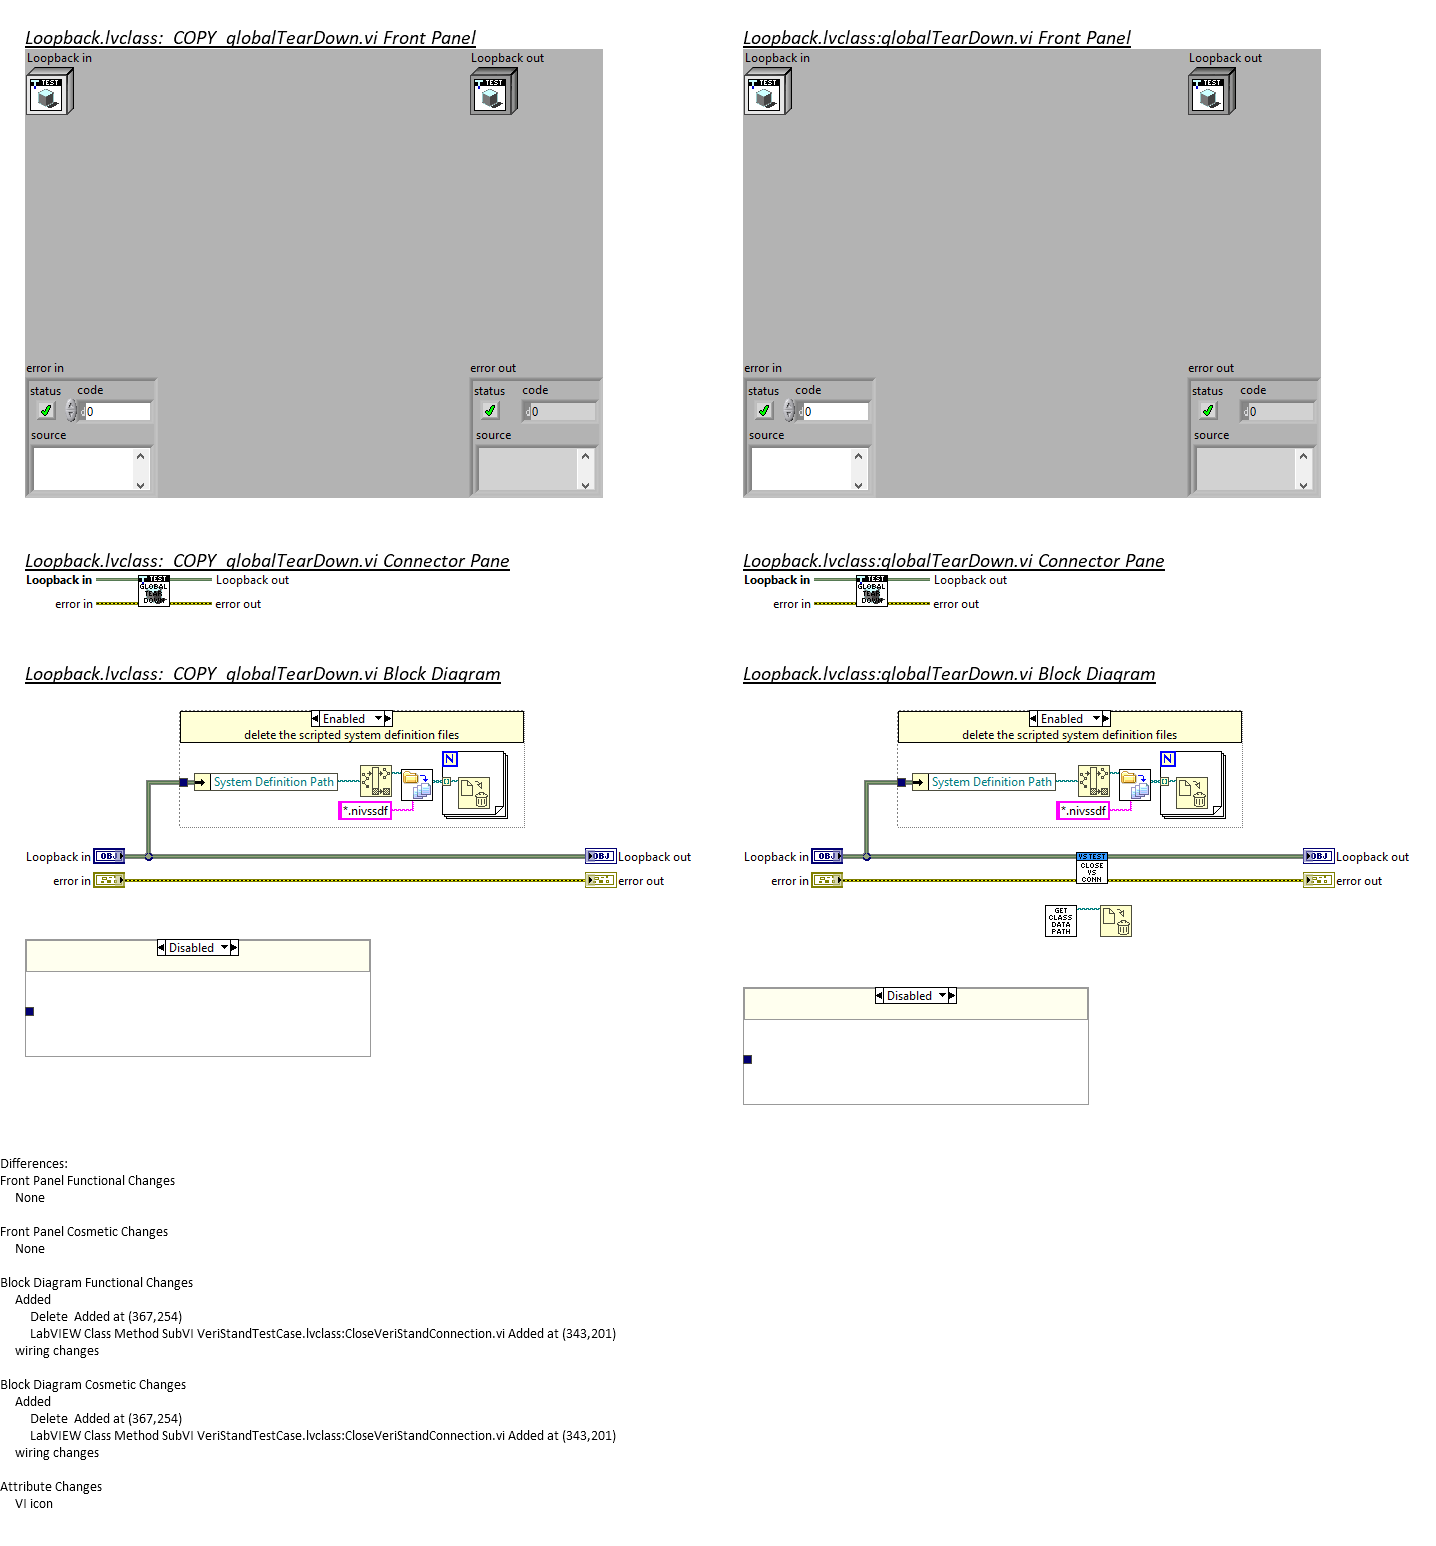 Loopback.lvclass:_COPY_globalTearDown.vi Front Panel
Loopback in
Loopback out
TEST
TEST
error in
error out
status
code
status
code
d
0
d
0
source
source
Loopback.lvclass:globalTearDown.vi Front Panel
Loopback in
Loopback out
TEST
TEST
error in
error out
status
code
status
code
d
0
d
0
source
source
Loopback.lvclass:_COPY_globalTearDown.vi Connector Pane
Loopback in
TEST
GLOBAL
TEAR
DOWN
Loopback out
error in
error out
Loopback.lvclass:globalTearDown.vi Connector Pane
Loopback in
TEST
GLOBAL
TEAR
DOWN
Loopback out
error in
error out
Loopback.lvclass:_COPY_globalTearDown.vi Block Diagram
Enabled
delete the scripted system definition files
N
System Definition Path
*.nivssdf
Loopback in
OBJ
OBJ
Loopback out
error in
error out
Disabled
Loopback.lvclass:globalTearDown.vi Block Diagram
Enabled
delete the scripted system definition files
N
System Definition Path
*.nivssdf
Loopback in
OBJ
VS TEST
CLOSE
VS
CONN
OBJ
Loopback out
error in
error out
GET
CLASS
DATA
PATH
Disabled
Differences:
Front Panel Functional Changes
None
Front Panel Cosmetic Changes
None
Block Diagram Functional Changes
Added
Delete  Added at (367,254)
LabVIEW Class Method SubVI VeriStandTestCase.lvclass:CloseVeriStandConnection.vi Added at (343,201)
wiring changes
Block Diagram Cosmetic Changes
Added
Delete  Added at (367,254)
LabVIEW Class Method SubVI VeriStandTestCase.lvclass:CloseVeriStandConnection.vi Added at (343,201)
wiring changes
Attribute Changes
VI icon